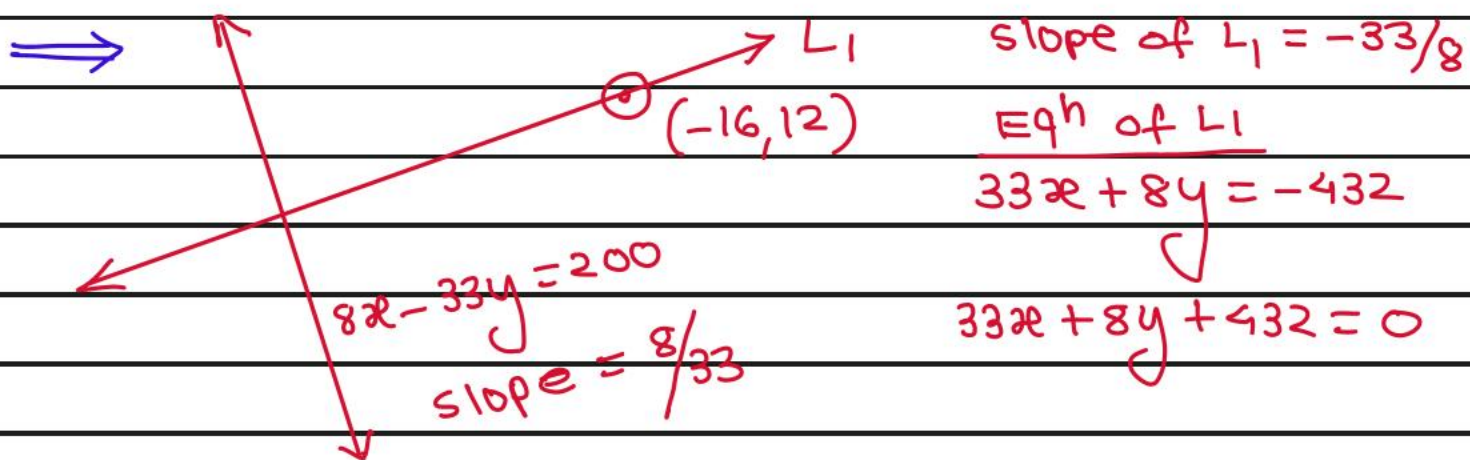 L1
(-16,12)
8x-33y=200
slope = 8/33
slope of L1 = -33/8
Eqn of L1
33x + 8y = -432
33x + 8y + 432 = 0